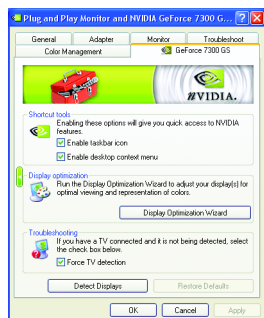 Plug and Play Monitor and NVIDIA GeForce 7300 G...
General Adapter Monitor Troubleshoot
Color Management GeForce 7300 GS
NVIDIA.
Shortcut tools
Enabling these options will give you quick access to NVIDIA
features.
Enable taskbar icon
Enable desktop context menu
Display optimization
Run the Display Optimization Wizard to adjust your display(s) for
optimal viewing and representation of colors.
Display Optimization Wizard
Troubleshooting
If you have a TV connected and it is not being detected, select
the check box below.
Force TV detection
Detect Displays Restore Defaults
OK Cancel Apply